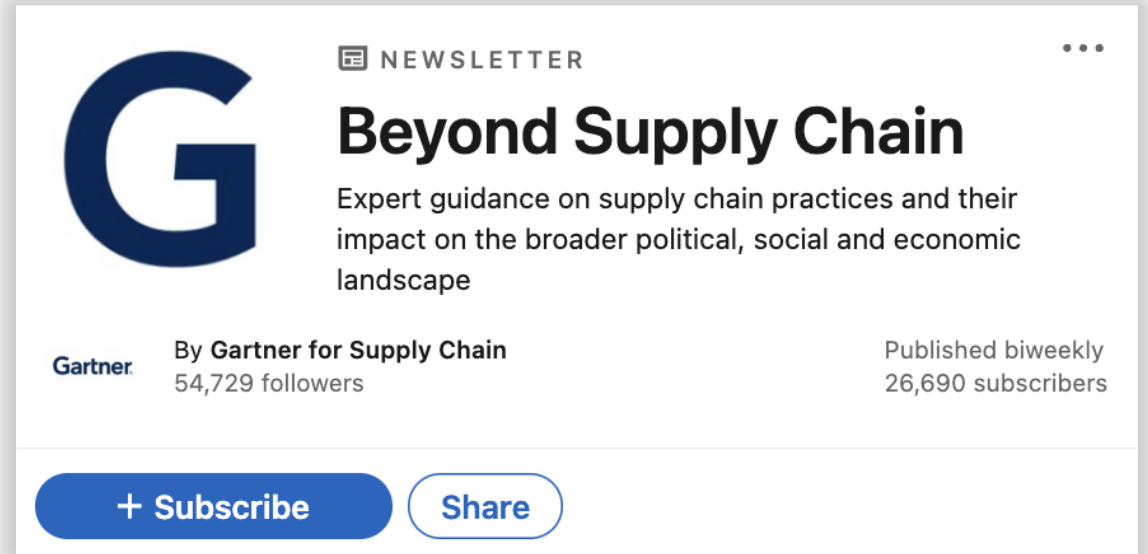 G
NEWSLETTER
Beyond Supply Chain
Expert guidance on supply chain practices and their
impact on the broader political, social and economic
landscape
Gartner.
By Gartner for Supply Chain
54,729 followers
Published biweekly
26,690 subscribers
+ Subscribe
Share